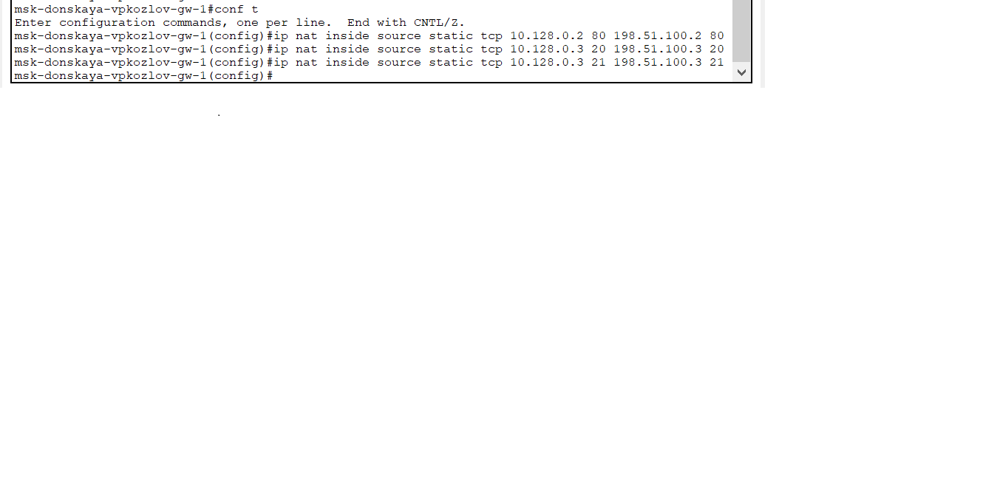 msk-donskaya-vpkozlov-gw-1#conf t
Enter configuration commands, one per line.  End with CNTL/Z.
msk-donskaya-vpkozlov-gw-1(config)#ip nat inside source static tcp 10.128.0.2 80 198.51.100.2 80
msk-donskaya-vpkozlov-gw-1(config)#ip nat inside source static tcp 10.128.0.3 20 198.51.100.3 20
msk-donskaya-vpkozlov-gw-1(config)#ip nat inside source static tcp 10.128.0.3 21 198.51.100.3 21
msk-donskaya-vpkozlov-gw-1(config)#
.